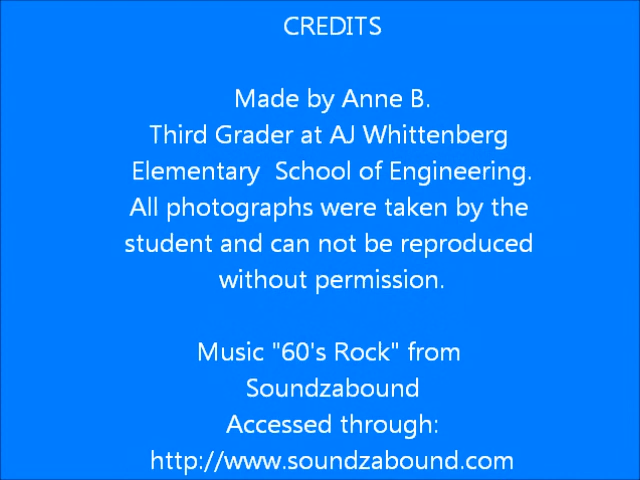 CREDITS
Made by Anne B.
Third Grader at AJ Whittenberg
Elementary  School of Engineering.
All photographs were taken by the
student and can not be reproduced
without permission.
Music "60's Rock" from
Soundzabound
Accessed through:
http://www.soundzabound.com